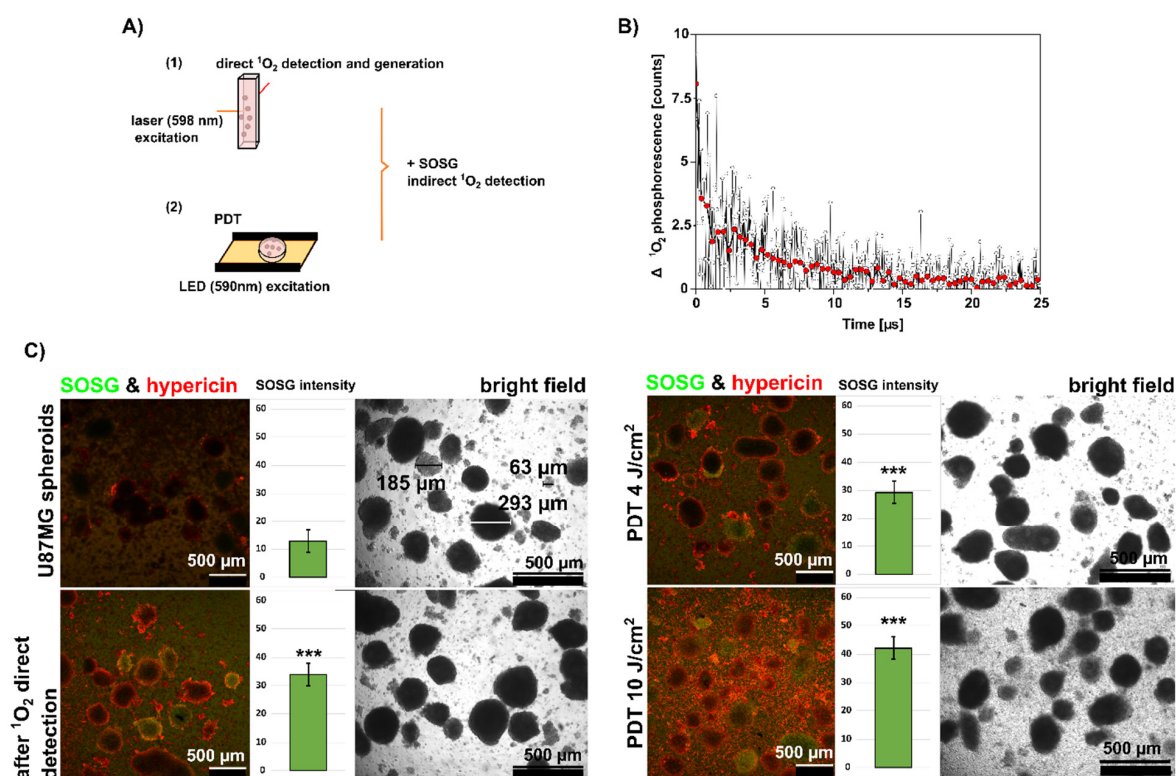 A)
(1) direct ¹O₂ detection and generation
laser (598 nm)
excitation
+ SOSG
indirect ¹O₂ detection
(2)
PDT
LED (590nm) excitation
B)
Δ ¹O₂ phosphorescence [counts]
10
7.5
5
2.5
0
0 5 10 15 20 25
Time [µs]
C)
SOSG & hypericin SOSG intensity bright field
U87MG spheroids
60
50
40
30
20
10
0
500 µm
185 µm
63 µm
293 µm
500 µm
after ¹O₂ direct
detection
60
50
40
30
20
10
0
***
500 µm
500 µm
SOSG & hypericin SOSG intensity bright field
PDT 4 J/cm²
60
50
40
30
20
10
0
***
500 µm
500 µm
PDT 10 J/cm²
60
50
40
30
20
10
0
***
500 µm
500 µm